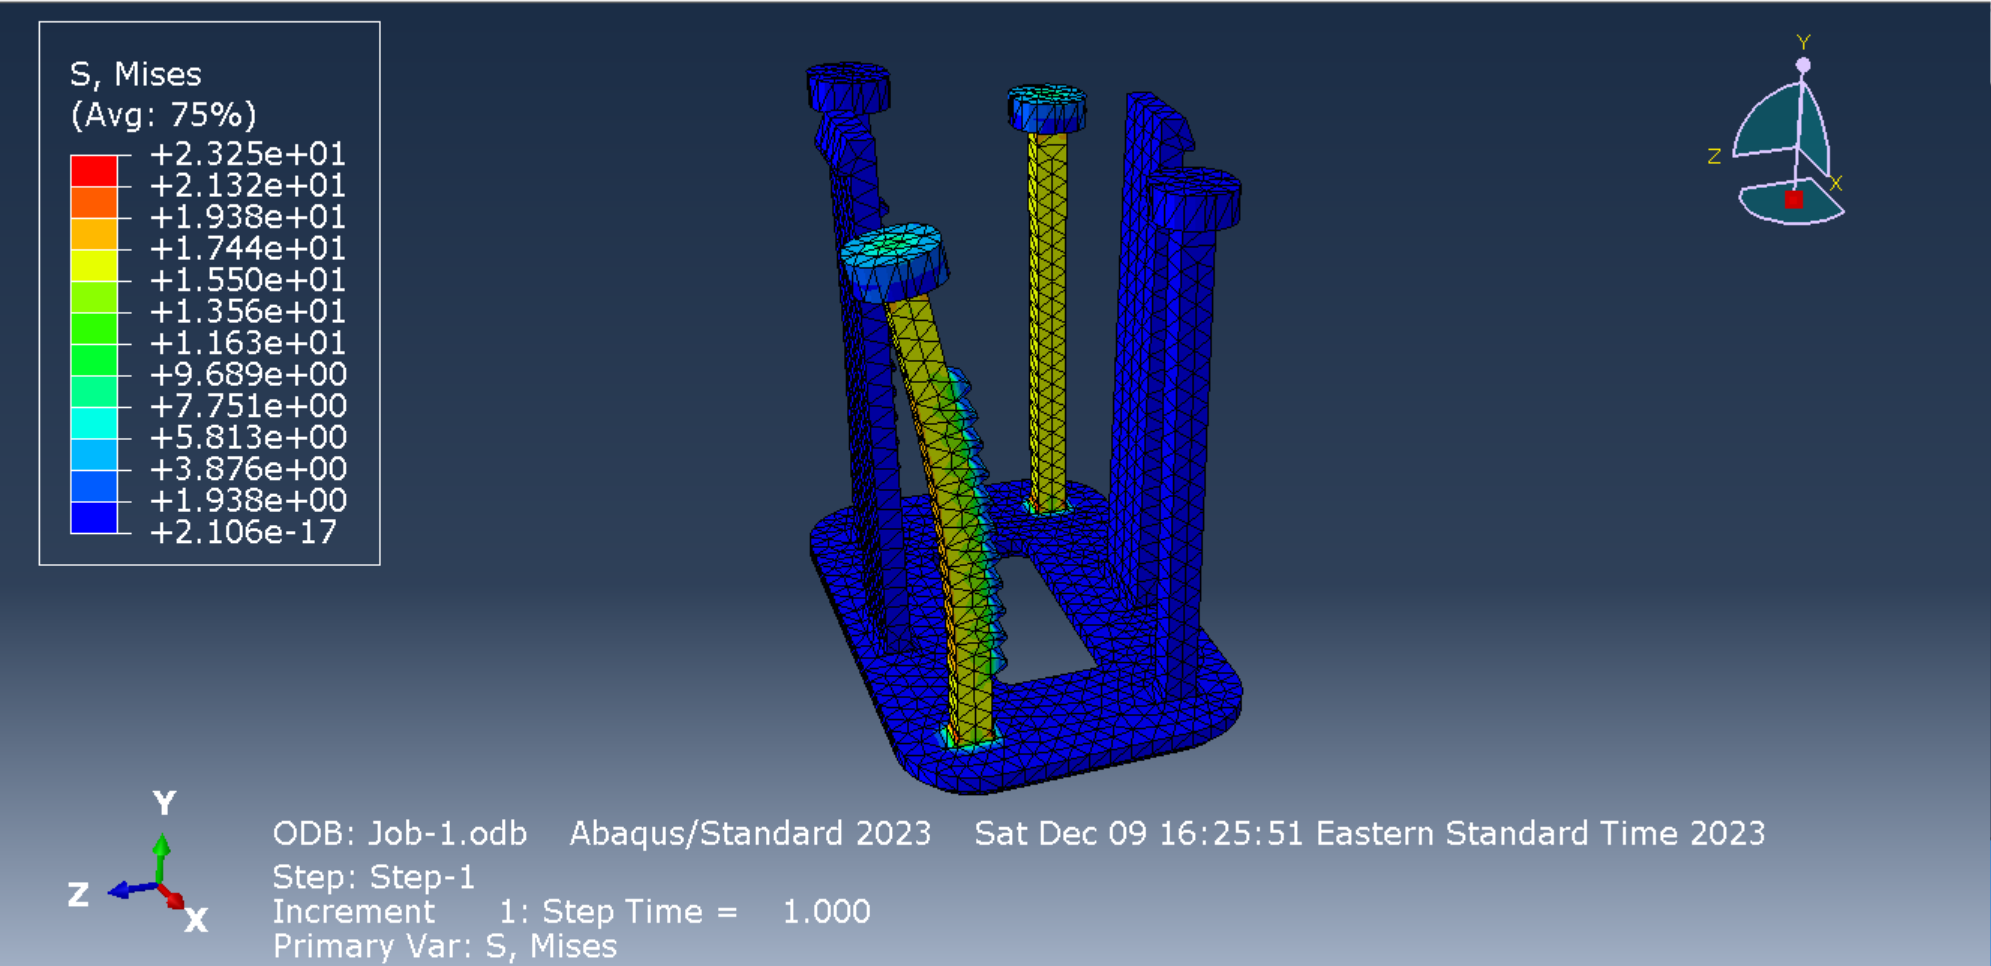 S, Mises
(Avg: 75%)
+2.325e+01
+2.132e+01
+1.938e+01
+1.744e+01
+1.550e+01
+1.356e+01
+1.163e+01
+9.689e+00
+7.751e+00
+5.813e+00
+3.876e+00
+1.938e+00
+2.106e-17
Y
Z
X
Y
Z
X
ODB: Job-1.odb Abaqus/Standard 2023 Sat Dec 09 16:25:51 Eastern Standard Time 2023
Step: Step-1
Increment 1: Step Time = 1.000
Primary Var: S, Mises